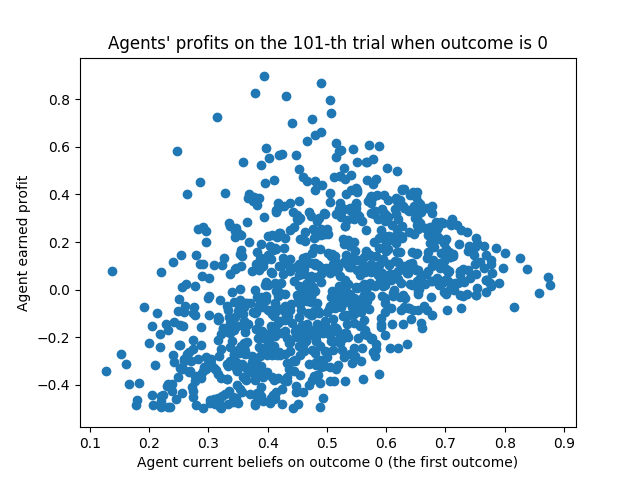 Agents' profits on the 101-th trial when outcome is 0
Agent earned profit
0.8
0.6
0.4
0.2
0.0
−0.2
−0.4
0.1 0.2 0.3 0.4 0.5 0.6 0.7 0.8 0.9
Agent current beliefs on outcome 0 (the first outcome)